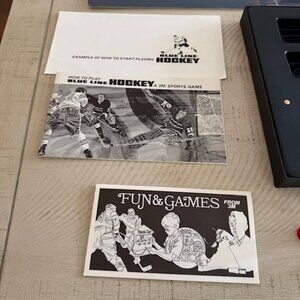 EXAMPLE OF HOW TO START PLAYING BLUE LINE HOCKEY
HOW TO PLAY
BLUE LINE HOCKEY A 3M SPORTS GAME
FUN & GAMES FROM 3M